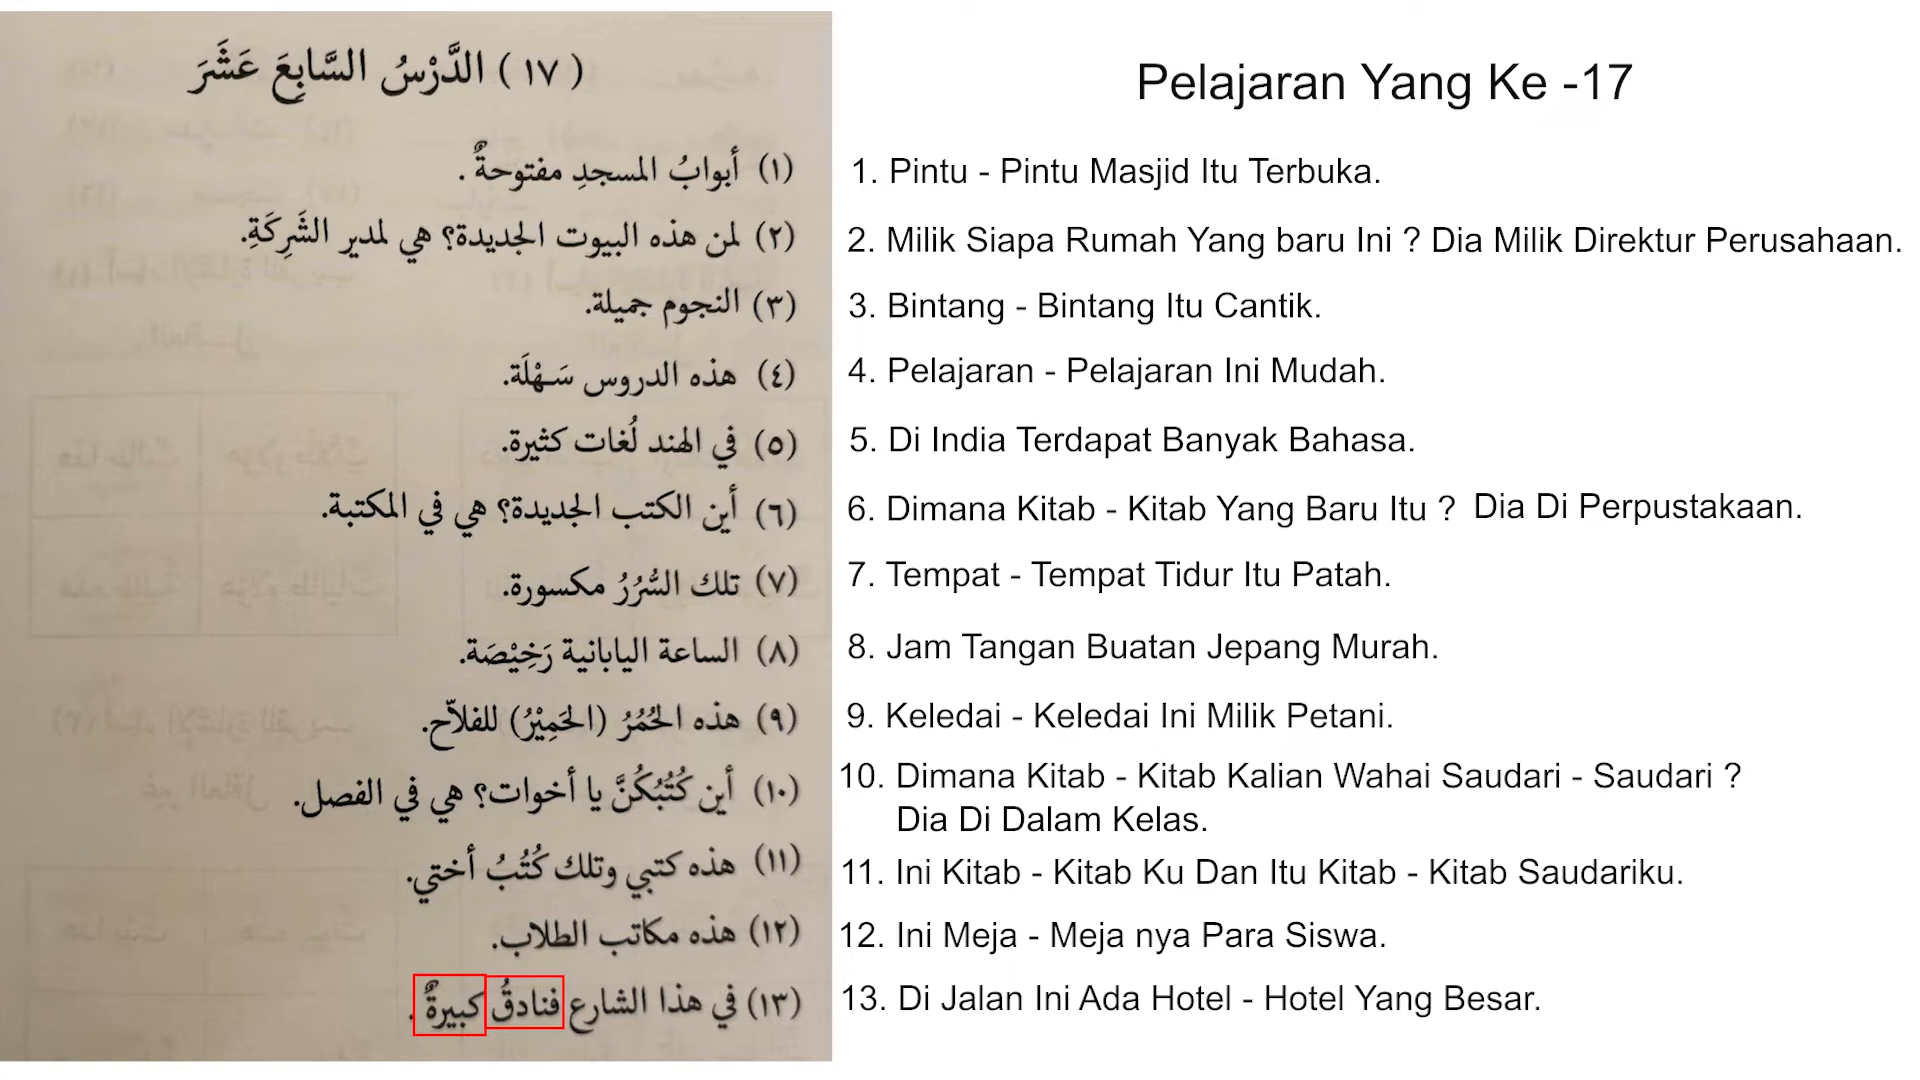 (١٧) الدَّرْسُ السَّابِعَ عَشَرَ
(١) أبوابُ المسجدِ مفتوحةٌ .
(٢) لمن هذه البيوت الجديدة؟ هي لمدير الشَّرِكَةِ.
(٣) النجوم جميلة.
(٤) هذه الدروس سَهْلَة.
(٥) في الهند لُغات كثيرة.
(٦) أين الكتب الجديدة؟ هي في المكتبة.
(٧) تلك السُّرُرُ مكسورة.
(٨) الساعة اليابانية رَخِيْصَة.
(٩) هذه الحُمُرُ (الحَمِيْرُ) للفلاّح.
(١٠) أين كُتُبُكُنَّ يا أخوات؟ هي في الفصل.
(١١) هذه كتبي وتلك كُتُبُ أختي.
(١٢) هذه مكاتب الطلاب.
(١٣) في هذا الشارع فنادقُ كبيرةٌ .
Pelajaran Yang Ke -17
1. Pintu - Pintu Masjid Itu Terbuka.
2. Milik Siapa Rumah Yang baru Ini ? Dia Milik Direktur Perusahaan.
3. Bintang - Bintang Itu Cantik.
4. Pelajaran - Pelajaran Ini Mudah.
5. Di India Terdapat Banyak Bahasa.
6. Dimana Kitab - Kitab Yang Baru Itu ? Dia Di Perpustakaan.
7. Tempat - Tempat Tidur Itu Patah.
8. Jam Tangan Buatan Jepang Murah.
9. Keledai - Keledai Ini Milik Petani.
10. Dimana Kitab - Kitab Kalian Wahai Saudari - Saudari ?
Dia Di Dalam Kelas.
11. Ini Kitab - Kitab Ku Dan Itu Kitab - Kitab Saudariku.
12. Ini Meja - Meja nya Para Siswa.
13. Di Jalan Ini Ada Hotel - Hotel Yang Besar.